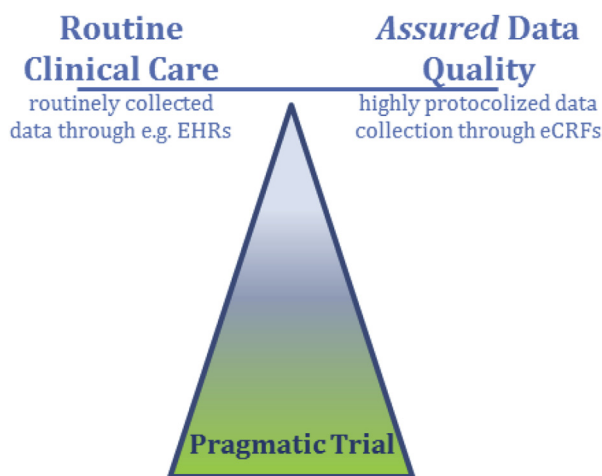 Routine
Clinical Care
routinely collected
data through e.g. EHRs
Assured Data
Quality
highly protocolized data
collection through eCRFs
Pragmatic Trial